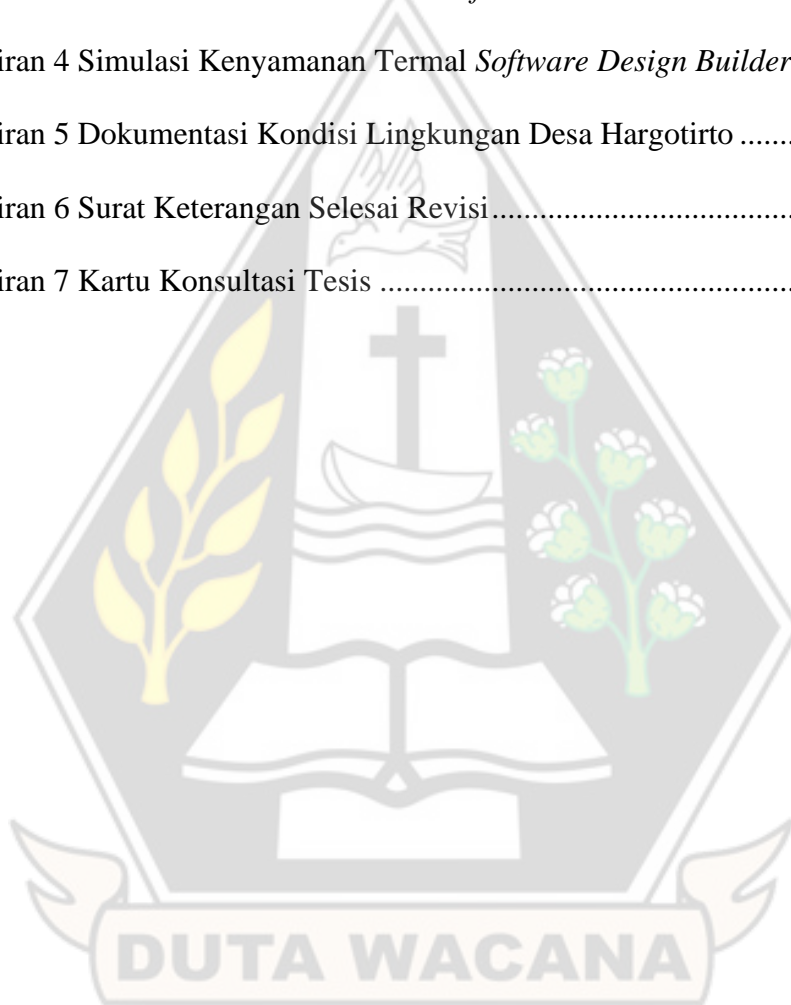 iran 4 Simulasi Kenyamanan Termal Software Design Builder
iran 5 Dokumentasi Kondisi Lingkungan Desa Hargotirto .......
iran 6 Surat Keterangan Selesai Revisi......................................
iran 7 Kartu Konsultasi Tesis ....................................................
DUTA WACANA